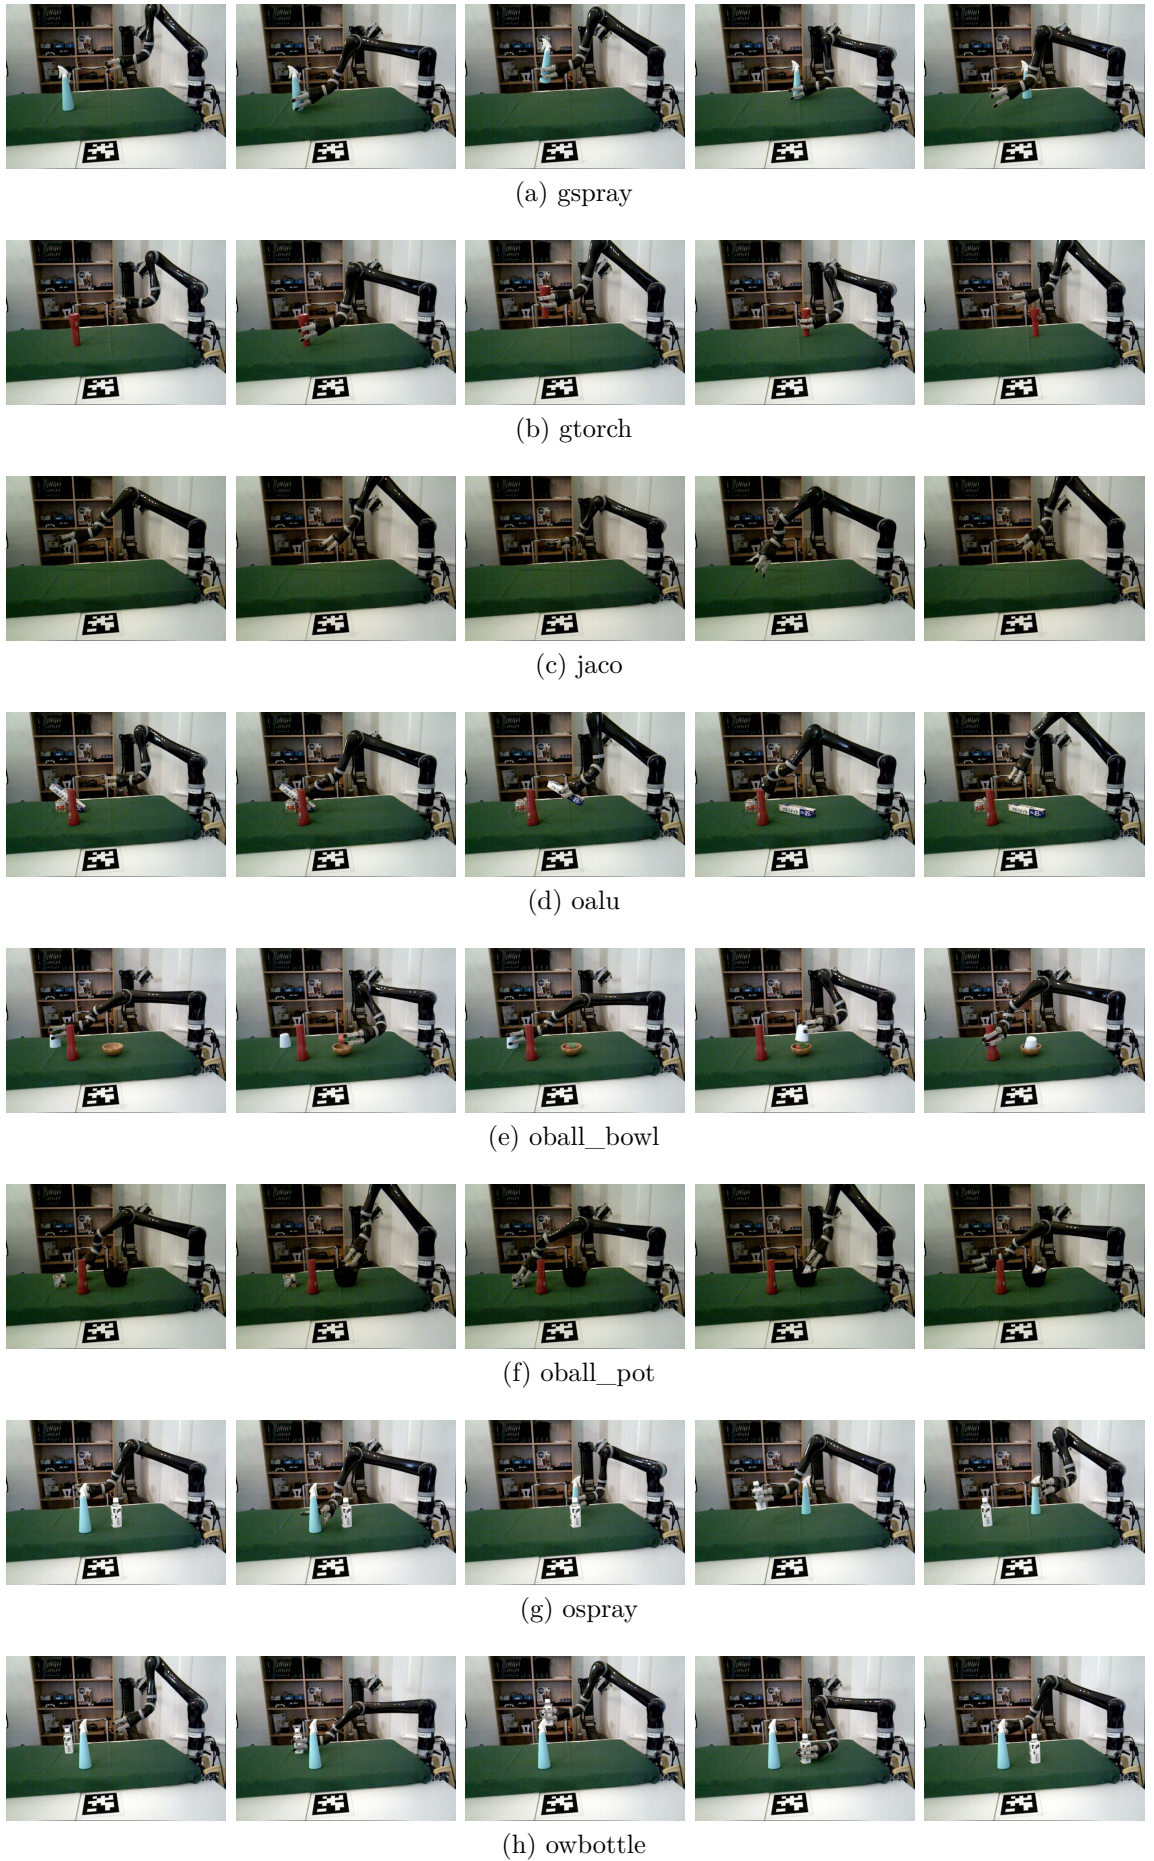 (a) gspray
(b) gtorch
(c) jaco
(d) oalu
(e) oball_bowl
(f) oball_pot
(g) ospray
(h) owbottle